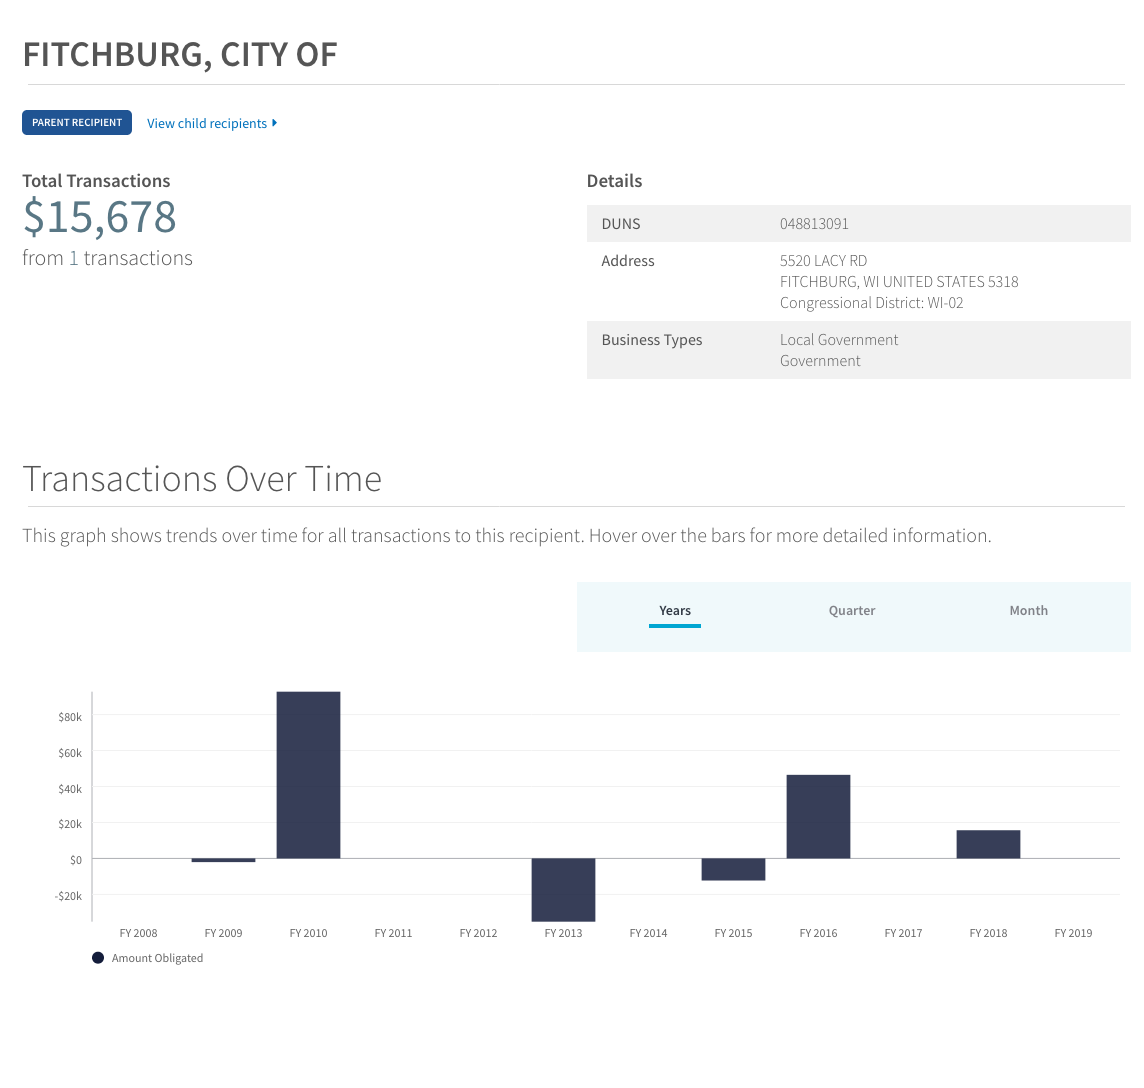 FITCHBURG, CITY OF
PARENT RECIPIENT
View child recipients
Total Transactions
$15,678
from 1 transactions
Details
DUNS 048813091
Address 5520 LACY RD
FITCHBURG, WI UNITED STATES 5318
Congressional District: WI-02
Business Types Local Government
Government
Transactions Over Time
This graph shows trends over time for all transactions to this recipient. Hover over the bars for more detailed information.
Years Quarter Month
$80k
$60k
$40k
$20k
$0
-$20k
FY 2008 FY 2009 FY 2010 FY 2011 FY 2012 FY 2013 FY 2014 FY 2015 FY 2016 FY 2017 FY 2018 FY 2019
Amount Obligated